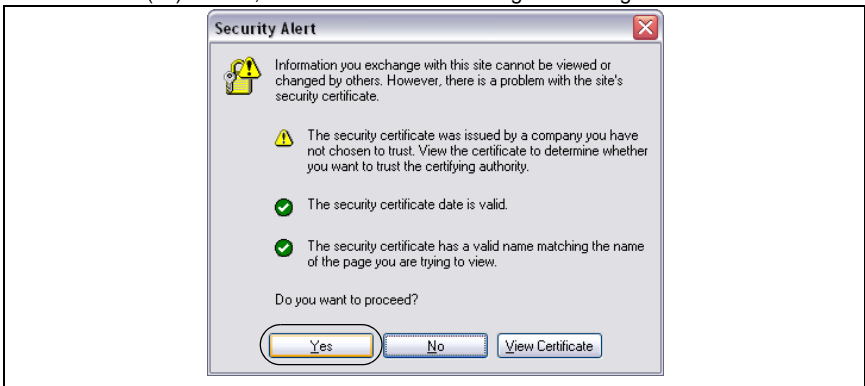 Security Alert
Information you exchange with this site cannot be viewed or
changed by others. However, there is a problem with the site's
security certificate.
The security certificate was issued by a company you have
not chosen to trust. View the certificate to determine whether
you want to trust the certifying authority.
The security certificate date is valid.
The security certificate has a valid name matching the name
of the page you are trying to view.
Do you want to proceed?
Yes No View Certificate